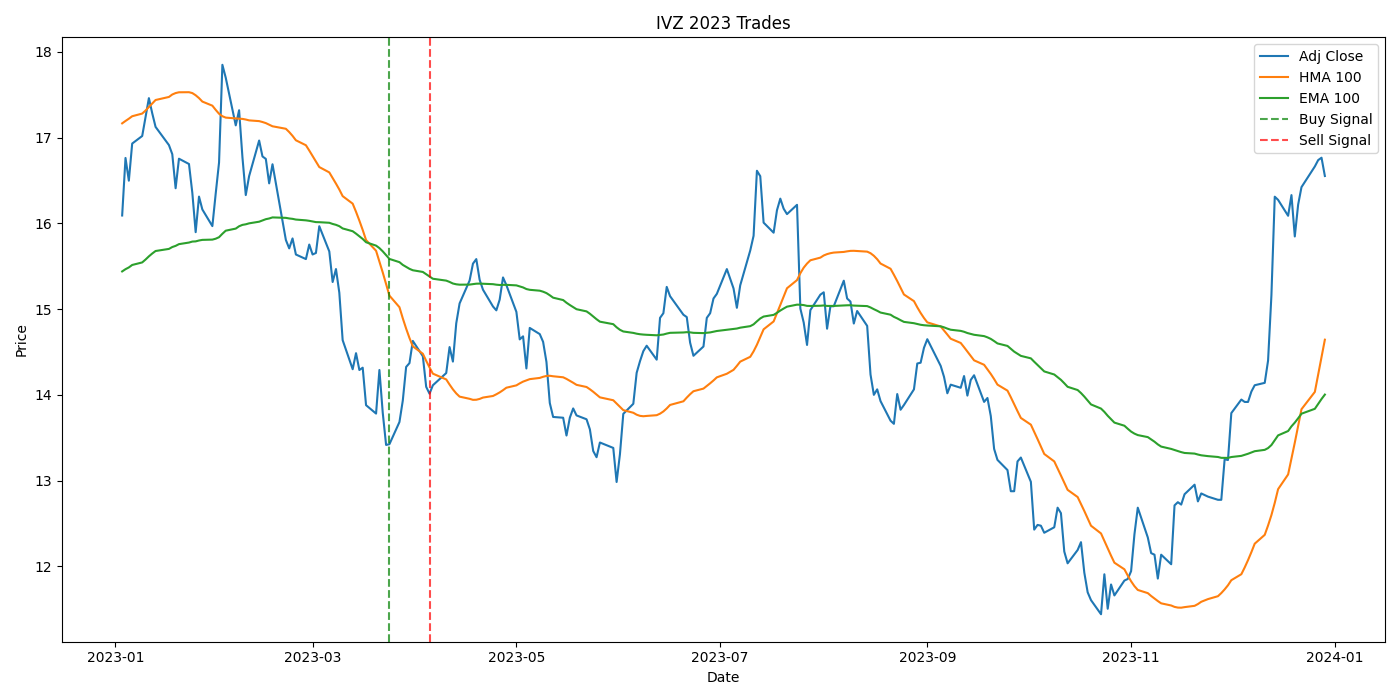 IVZ 2023 Trades
Price
18
17
16
15
14
13
12
Adj Close
HMA 100
EMA 100
Buy Signal
Sell Signal
2023-01
2023-03
2023-05
2023-07
2023-09
2023-11
2024-01
Date